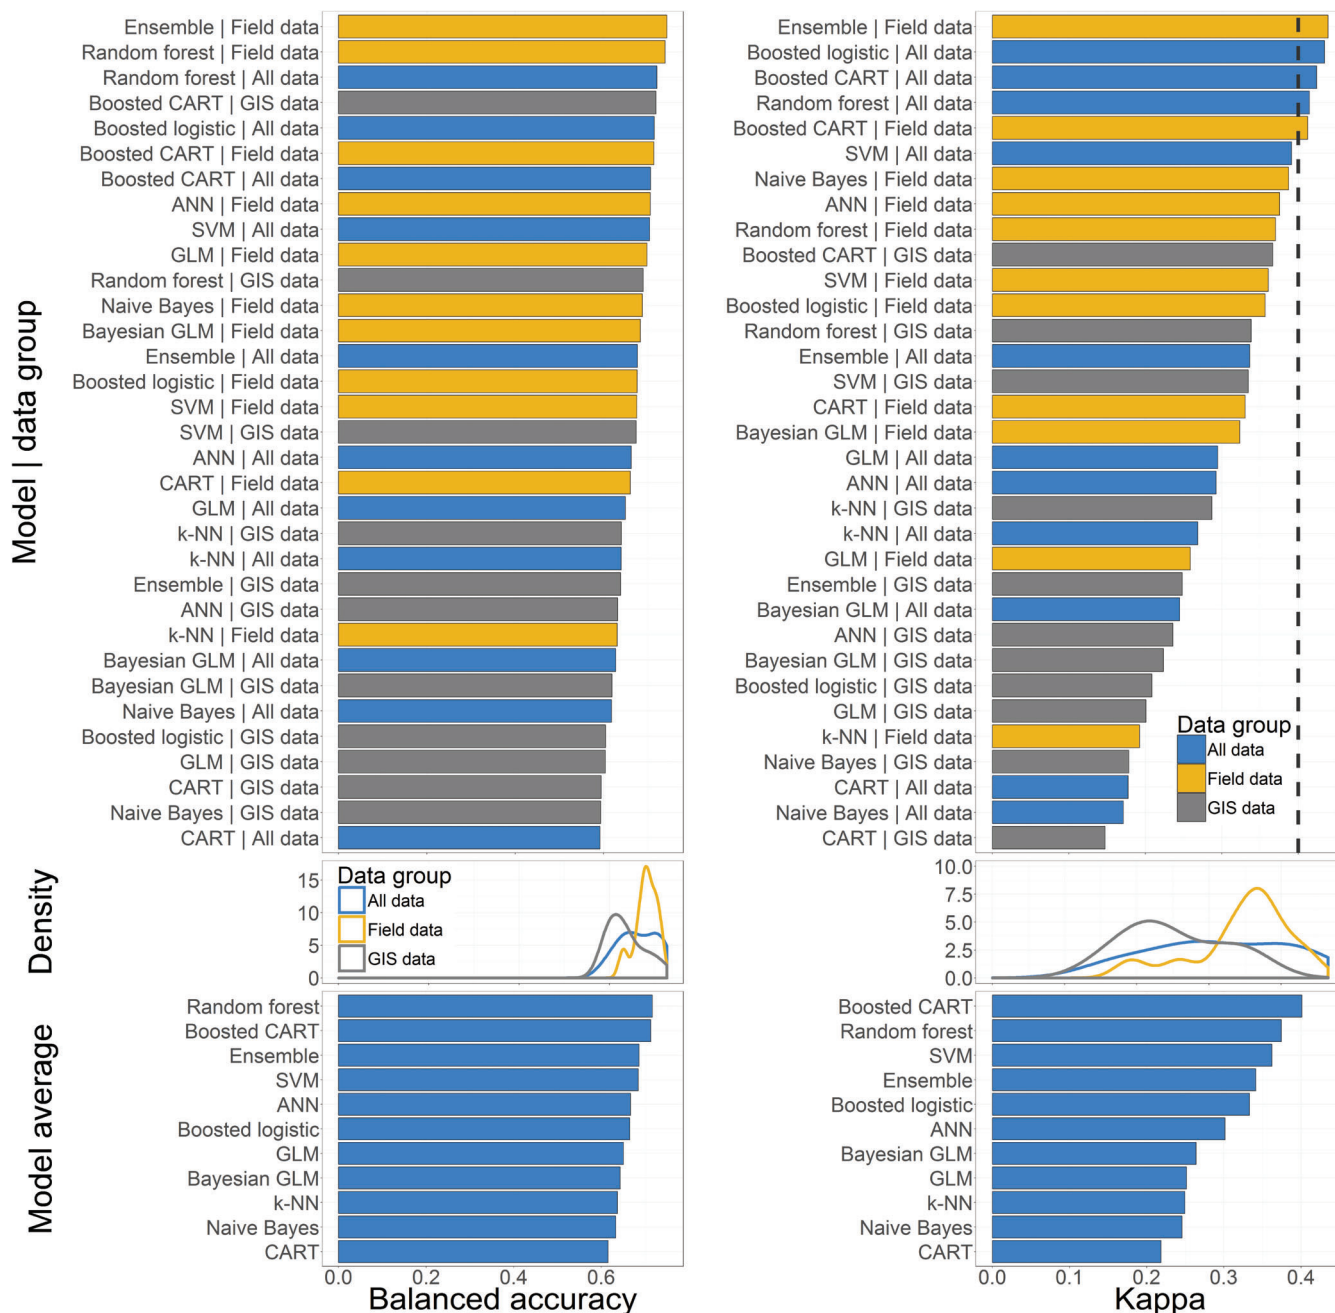 Model | data group
Ensemble | Field data
Random forest | Field data
Random forest | All data
Boosted CART | GIS data
Boosted logistic | All data
Boosted CART | Field data
Boosted CART | All data
ANN | Field data
SVM | All data
GLM | Field data
Random forest | GIS data
Naive Bayes | Field data
Bayesian GLM | Field data
Ensemble | All data
Boosted logistic | Field data
SVM | Field data
SVM | GIS data
ANN | All data
CART | Field data
GLM | All data
k-NN | GIS data
k-NN | All data
Ensemble | GIS data
ANN | GIS data
k-NN | Field data
Bayesian GLM | All data
Bayesian GLM | GIS data
Naive Bayes | All data
Boosted logistic | GIS data
GLM | GIS data
CART | GIS data
Naive Bayes | GIS data
CART | All data
Ensemble | Field data
Boosted logistic | All data
Boosted CART | All data
Random forest | All data
Boosted CART | Field data
SVM | All data
Naive Bayes | Field data
ANN | Field data
Random forest | Field data
Boosted CART | GIS data
SVM | Field data
Boosted logistic | Field data
Random forest | GIS data
Ensemble | All data
SVM | GIS data
CART | Field data
Bayesian GLM | Field data
GLM | All data
ANN | All data
k-NN | GIS data
k-NN | All data
GLM | Field data
Ensemble | GIS data
Bayesian GLM | All data
ANN | GIS data
Bayesian GLM | GIS data
Boosted logistic | GIS data
GLM | GIS data
k-NN | Field data
Naive Bayes | GIS data
CART | All data
Naive Bayes | All data
CART | GIS data
Data group
All data
Field data
GIS data
Density
15
10
5
0
Data group
All data
Field data
GIS data
10.0
7.5
5.0
2.5
0.0
Model average
Random forest
Boosted CART
Ensemble
SVM
ANN
Boosted logistic
GLM
Bayesian GLM
k-NN
Naive Bayes
CART
0.0 0.2 0.4 0.6
Balanced accuracy
Boosted CART
Random forest
SVM
Ensemble
Boosted logistic
ANN
Bayesian GLM
GLM
k-NN
Naive Bayes
CART
0.0 0.1 0.2 0.3 0.4
Kappa